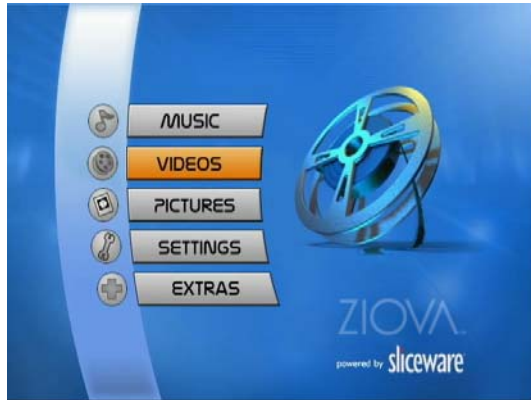 MUSIC
VIDEOS
PICTURES
SETTINGS
EXTRAS
ZIOVA
powered by sliceware